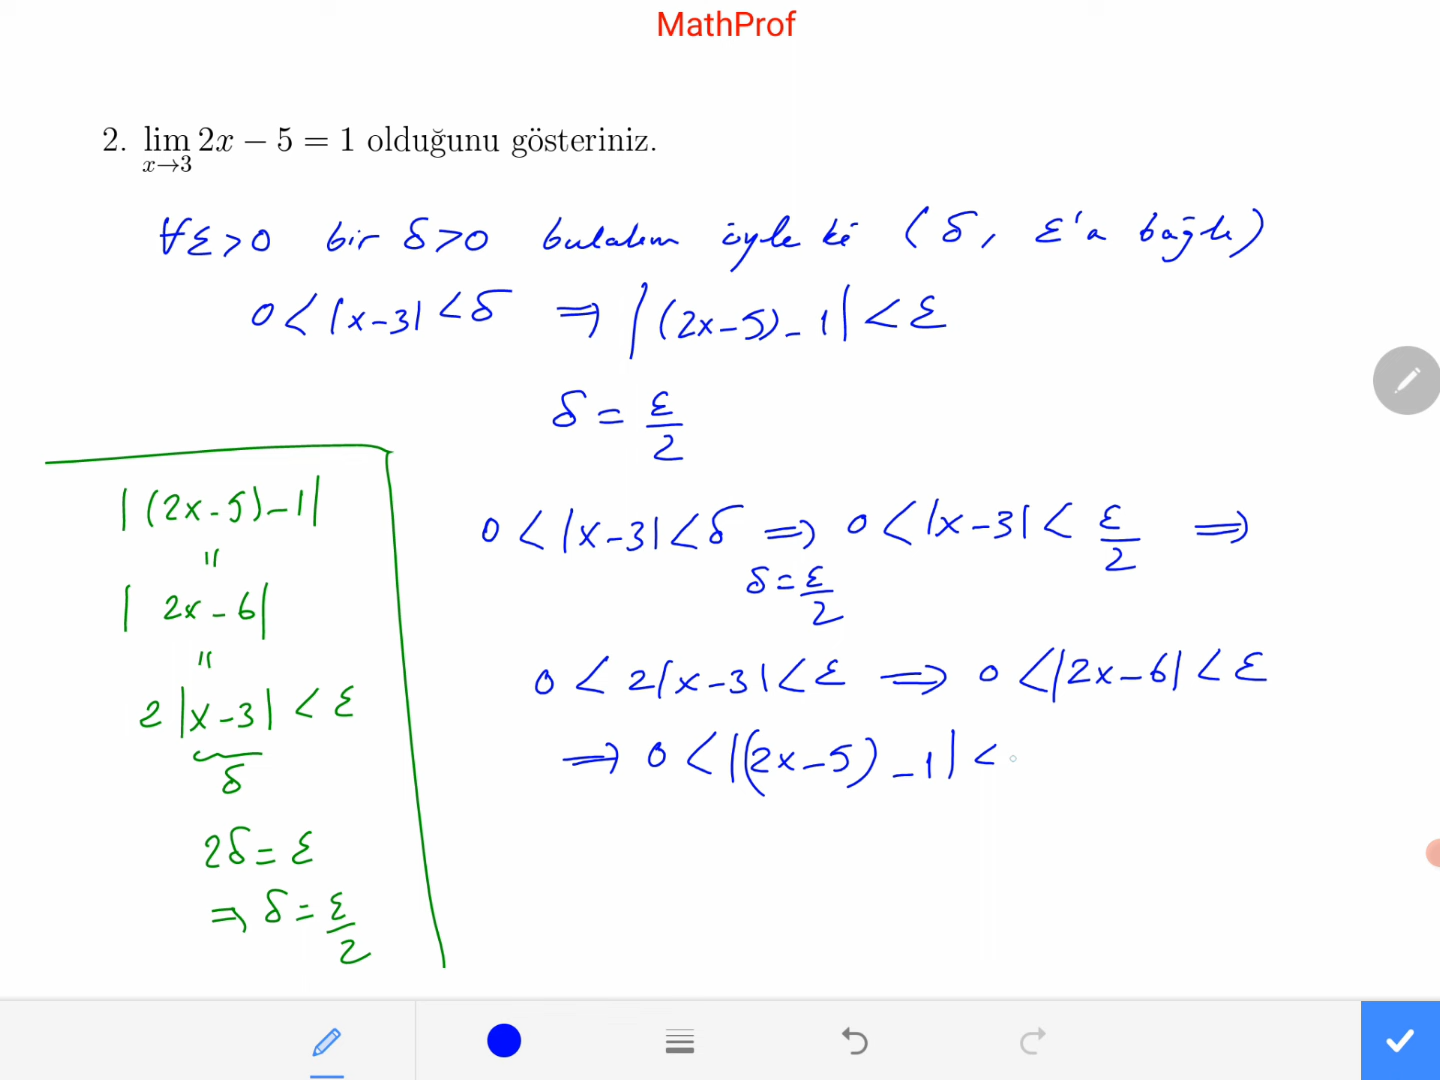 MathProf
2. lim x→3 2x − 5 = 1 olduğunu gösteriniz.
∀ε>0 bir δ>0 bulalım öyle ki (δ, ε'a bağlı)
0<|x-3|<δ ⇒ |(2x-5)-1|<ε
δ = ε/2
|(2x-5)-1|
=
|2x-6|
=
2|x-3| < ε
δ
2δ = ε
⇒ δ = ε/2
0<|x-3|<δ ⇒ 0<|x-3|< ε/2 ⇒
δ = ε/2
0 < 2|x-3| < ε ⇒ 0 <|2x-6| < ε
⇒ 0 <|(2x-5)-1| <